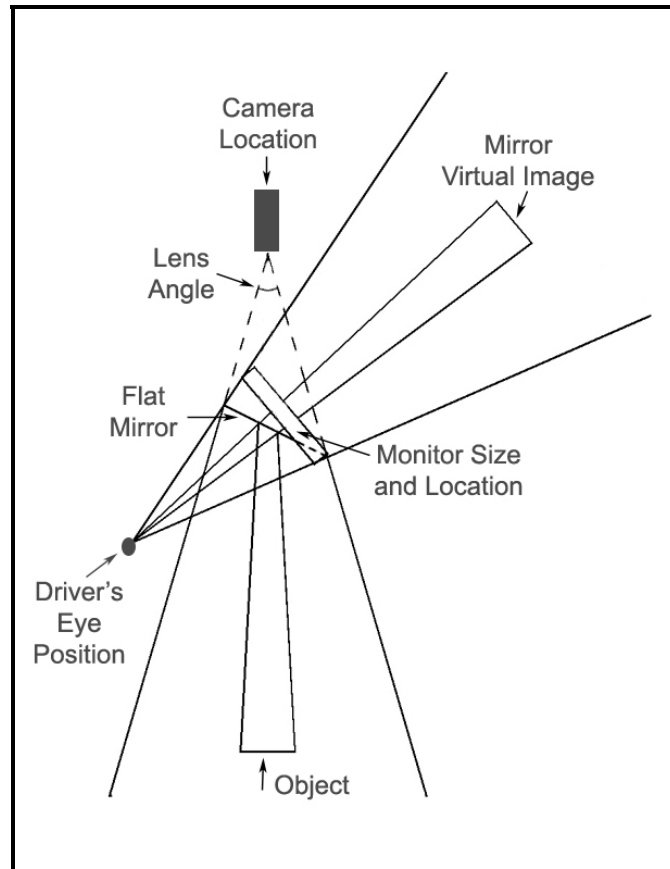 Camera
Location
Mirror
Virtual Image
Lens
Angle
Flat
Mirror
Monitor Size
and Location
Driver’s
Eye
Position
Object